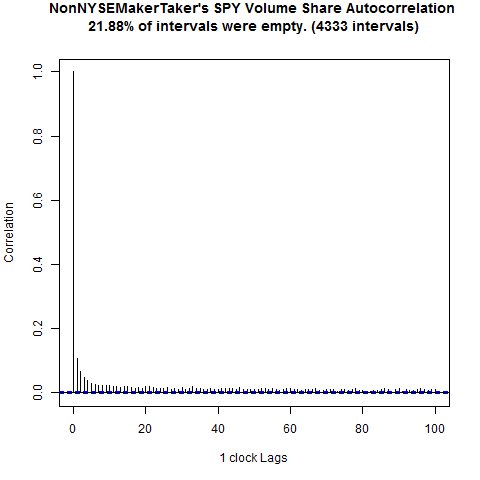 NonNYSEMakerTaker's SPY Volume Share Autocorrelation
21.88% of intervals were empty. (4333 intervals)
1.0
0.8
0.6
0.4
0.2
0.0
Correlation
0 20 40 60 80 100
1 clock Lags